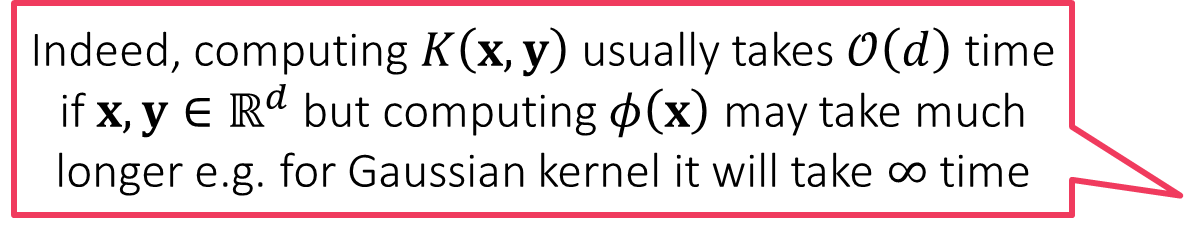 Indeed, computing 𝐾(𝐱, 𝐲) usually takes 𝒪(𝑑) time
if 𝐱, 𝐲 ∈ ℝᵈ but computing 𝜙(𝐱) may take much
longer e.g. for Gaussian kernel it will take ∞ time